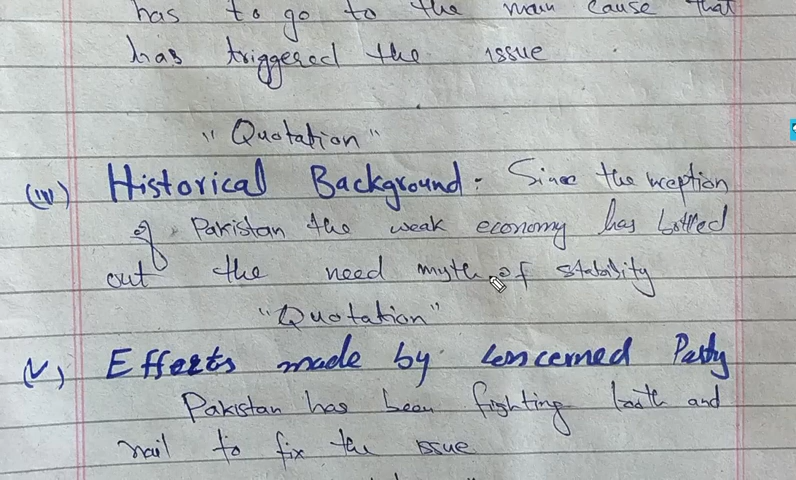 has to go to the main cause that
has triggered the issue
"Quotation"
(iv) Historical Background:- Since the inception
of Pakistan the weak economy has bottled
out the need myth of stability
"Quotation"
(v) Efforts made by concerned Party
Pakistan has been fighting tooth and
nail to fix the issue